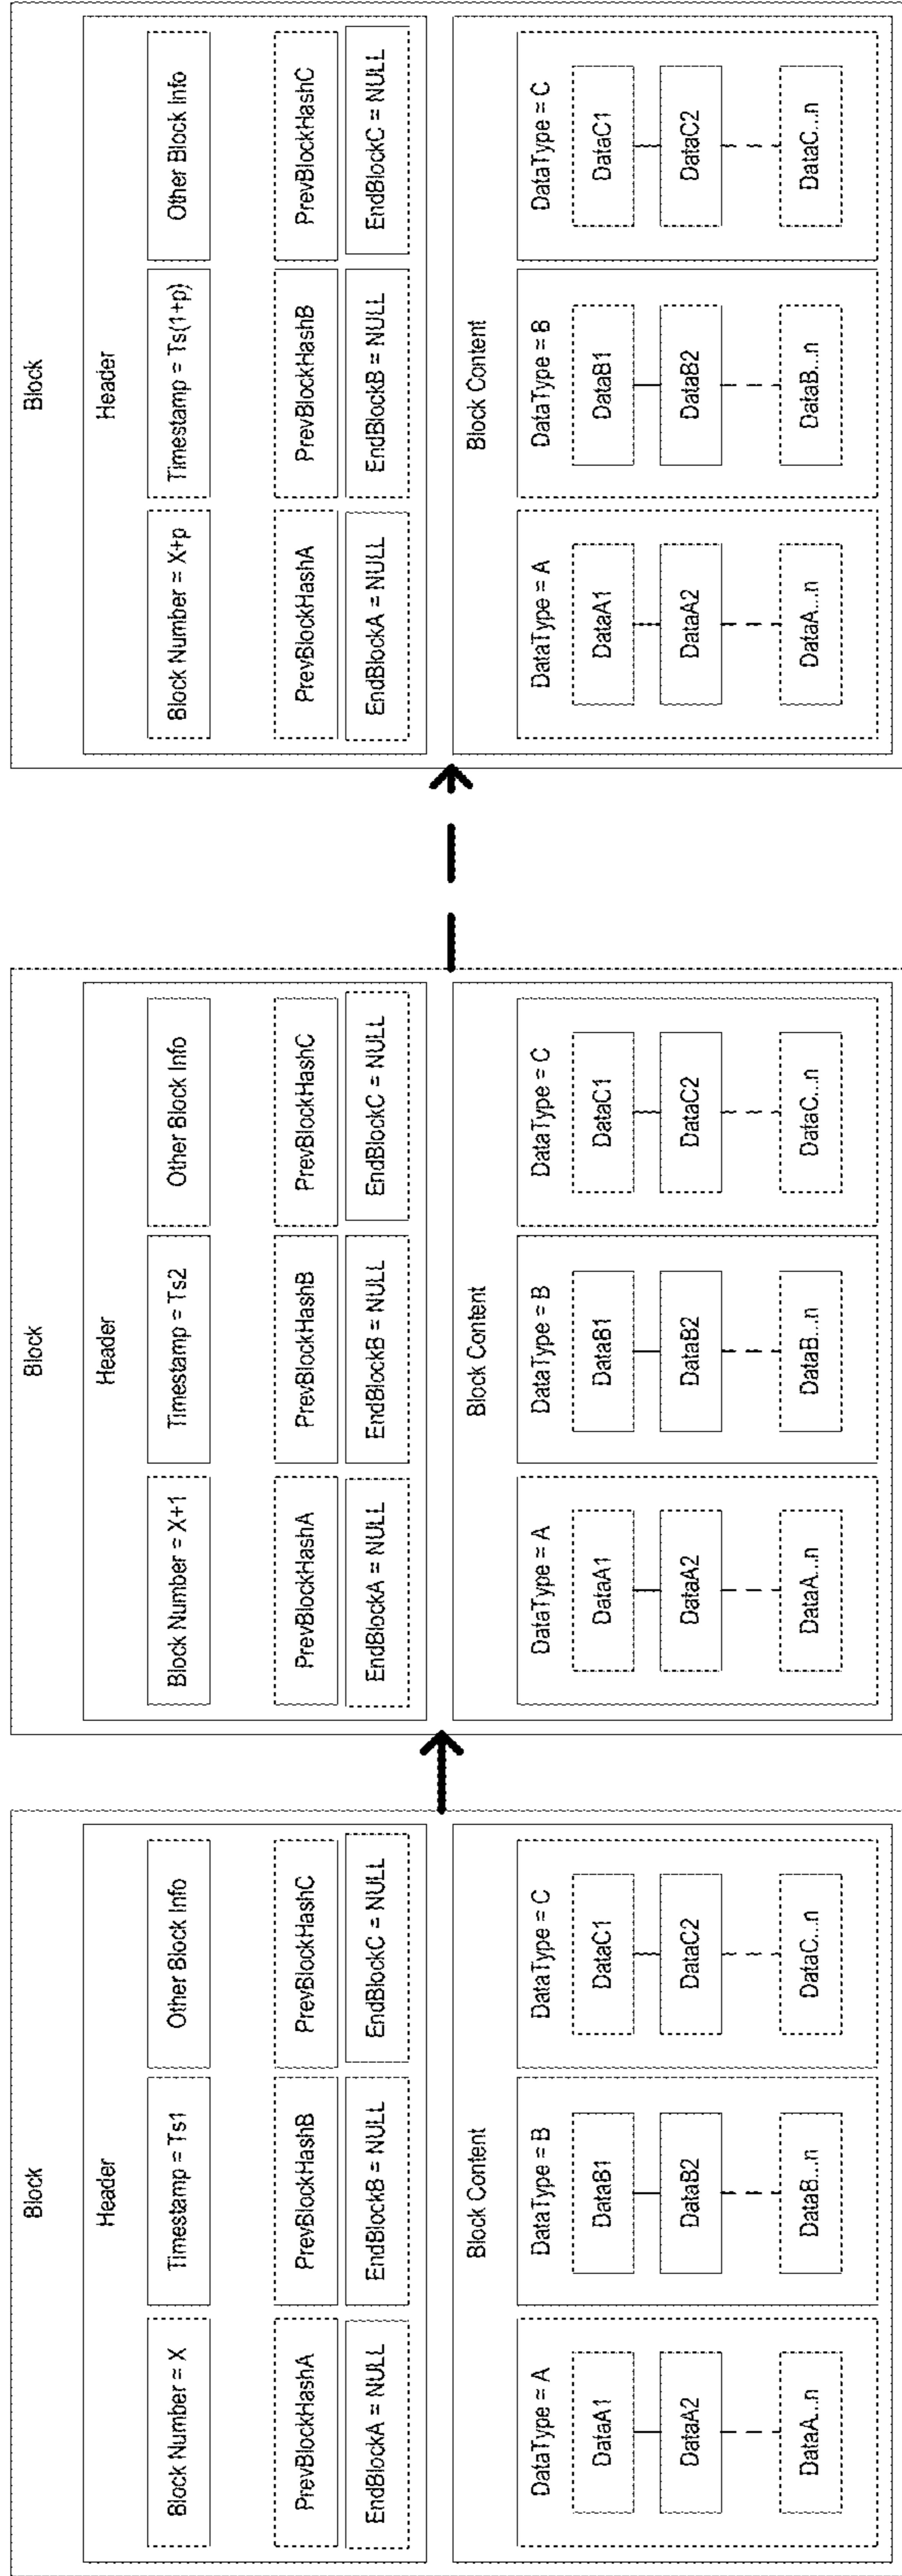 Block
Header
Block Number = X
Timestamp = Ts1
Other Block Info
PrevBlockHashA
PrevBlockHashB
PrevBlockHashC
EndBlockA = NULL
EndBlockB = NULL
EndBlockC = NULL
Block Content
DataType = A
DataType = B
DataType = C
DataA1
DataB1
DataC1
DataA2
DataB2
DataC2
DataA...n
DataB...n
DataC...n
Block
Header
Block Number = X+1
Timestamp = Ts2
Other Block Info
PrevBlockHashA
PrevBlockHashB
PrevBlockHashC
EndBlockA = NULL
EndBlockB = NULL
EndBlockC = NULL
Block Content
DataType = A
DataType = B
DataType = C
DataA1
DataB1
DataC1
DataA2
DataB2
DataC2
DataA...n
DataB...n
DataC...n
Block
Header
Block Number = X+p
Timestamp = Ts(1+p)
Other Block Info
PrevBlockHashA
PrevBlockHashB
PrevBlockHashC
EndBlockA = NULL
EndBlockB = NULL
EndBlockC = NULL
Block Content
DataType = A
DataType = B
DataType = C
DataA1
DataB1
DataC1
DataA2
DataB2
DataC2
DataA...n
DataB...n
DataC...n